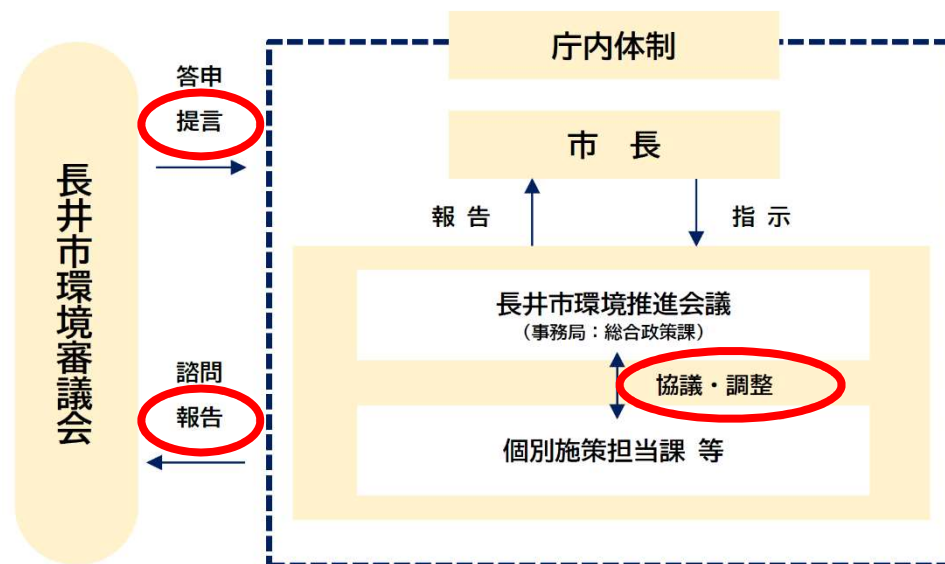 庁内体制
答申
提言
市 長
長井市環境審議会
報 告
指 示
長井市環境推進会議
(事務局:総合政策課)
諮問
報告
協議・調整
個別施策担当課 等